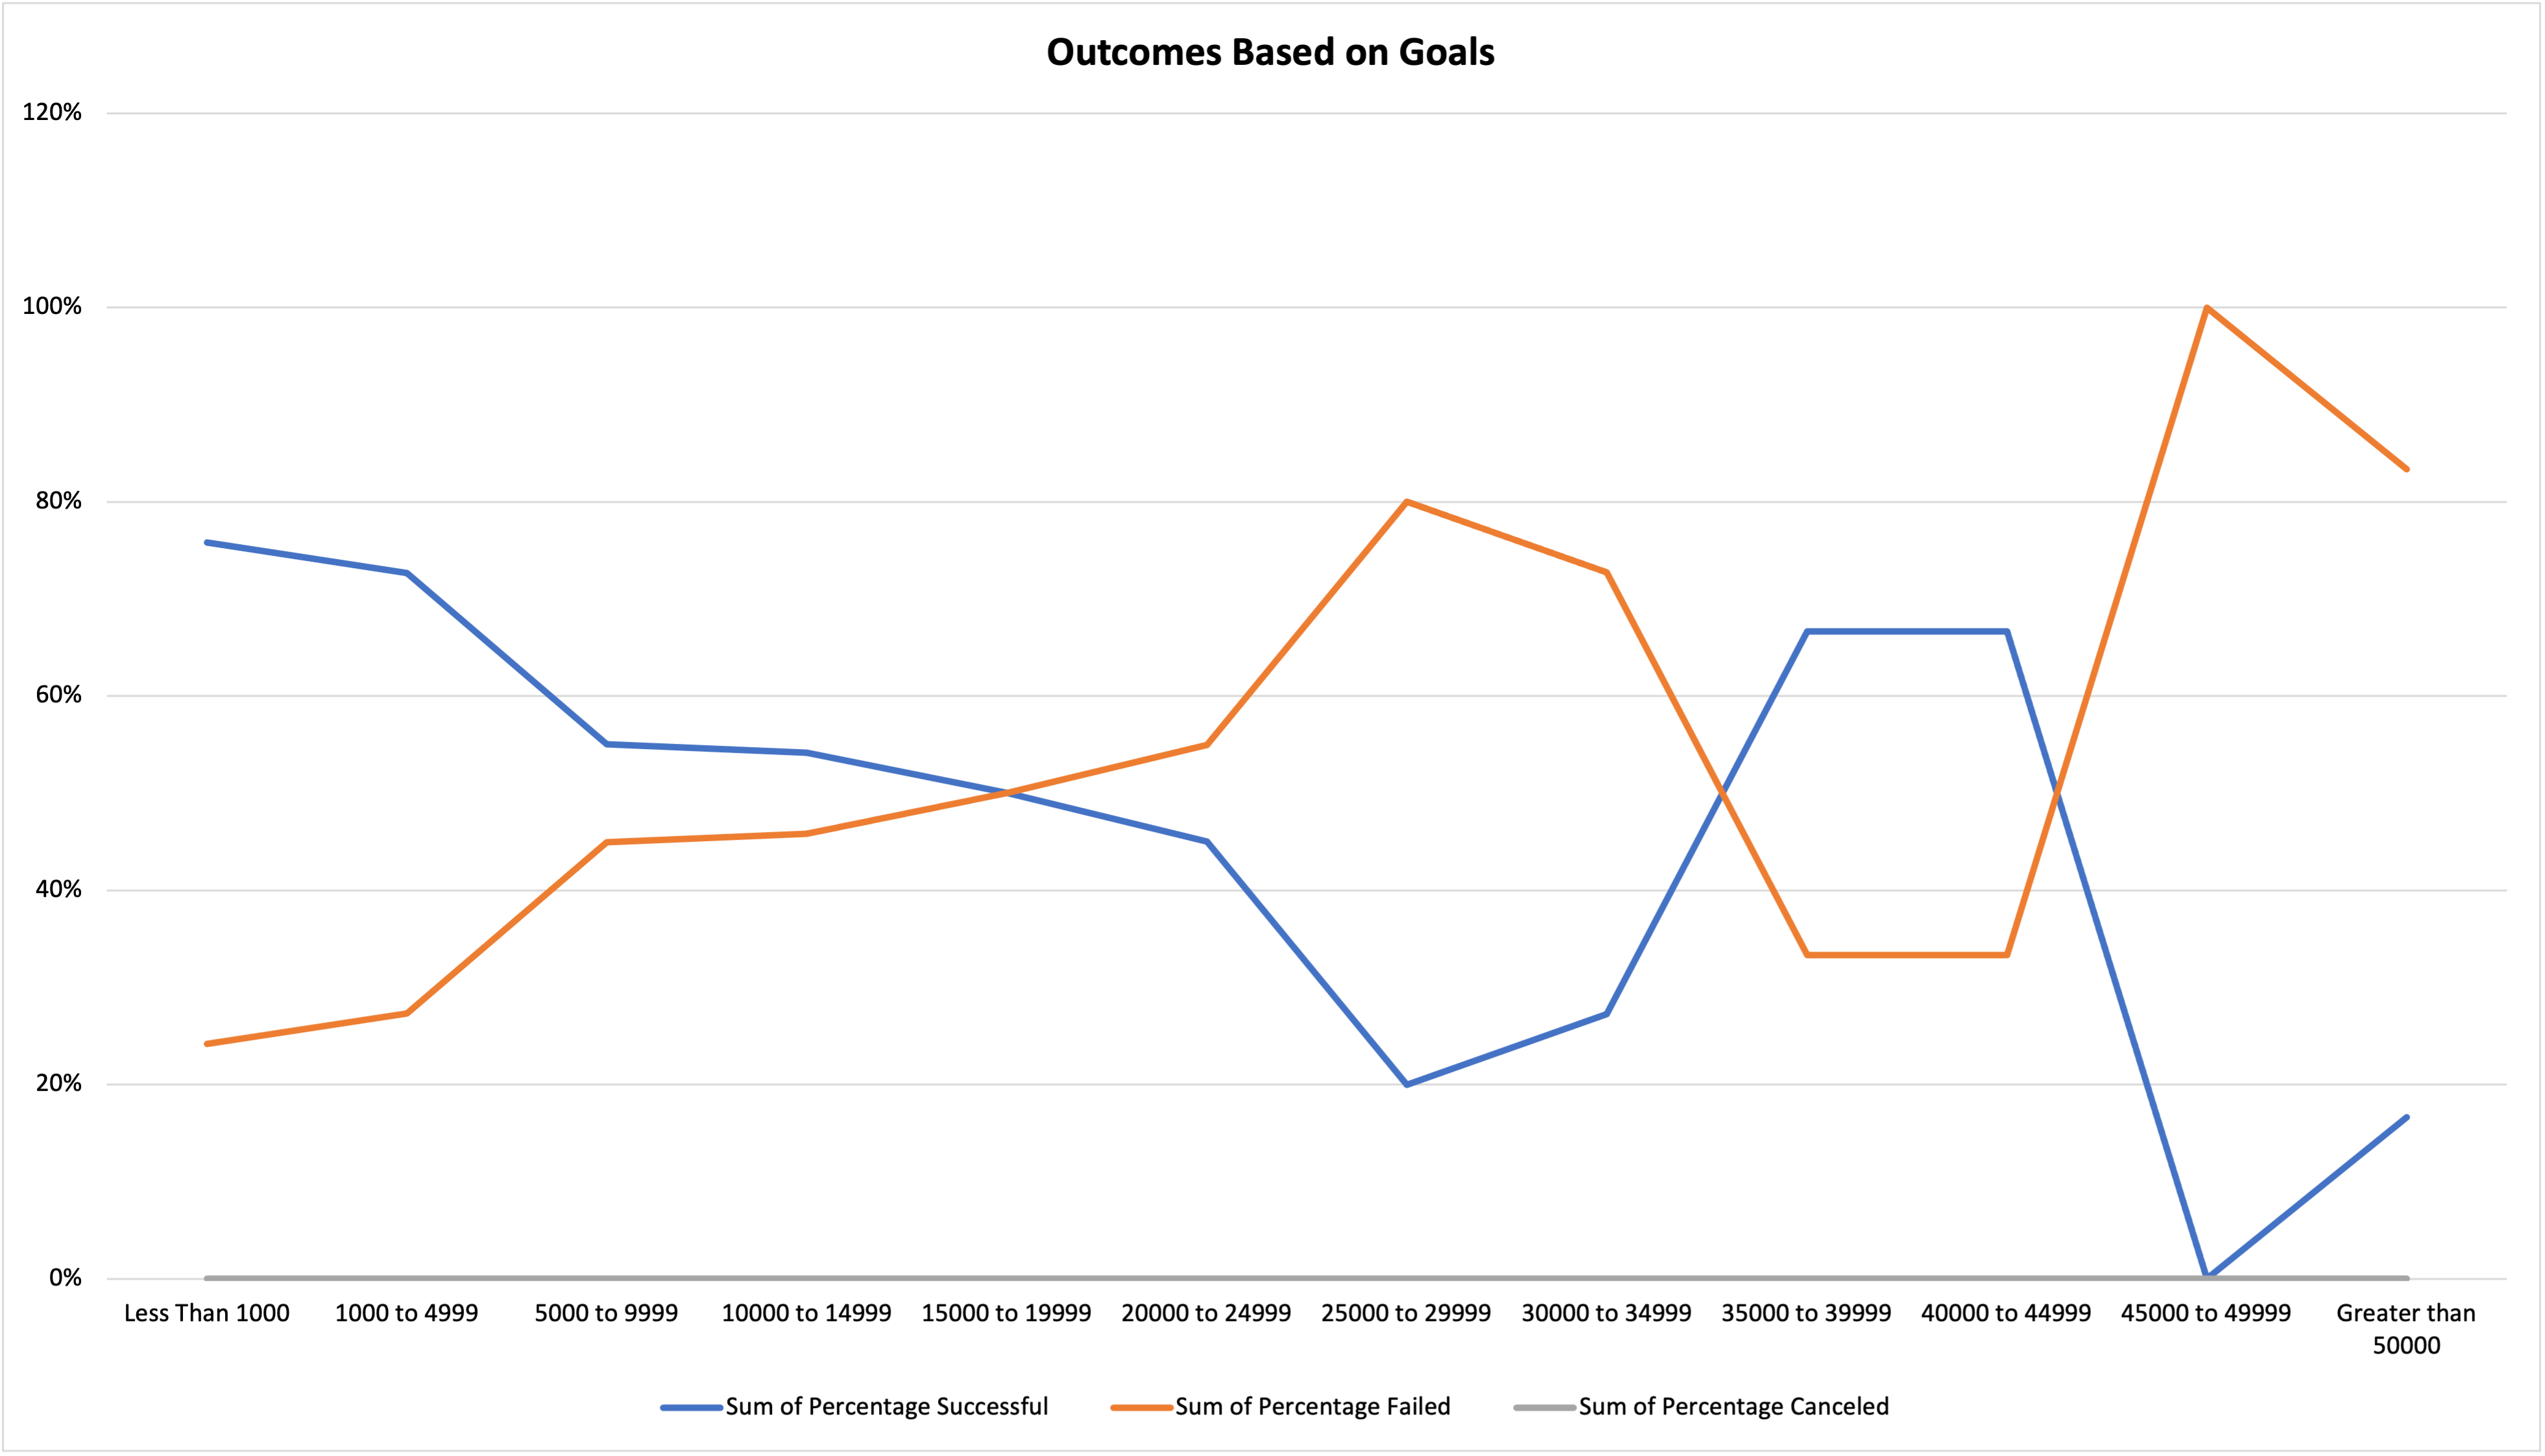 Outcomes Based on Goals
120%
100%
80%
60%
40%
20%
0%
Less Than 1000 1000 to 4999 5000 to 9999 10000 to 14999 15000 to 19999 20000 to 24999 25000 to 29999 30000 to 34999 35000 to 39999 40000 to 44999 45000 to 49999 Greater than
50000
Sum of Percentage Successful Sum of Percentage Failed Sum of Percentage Canceled